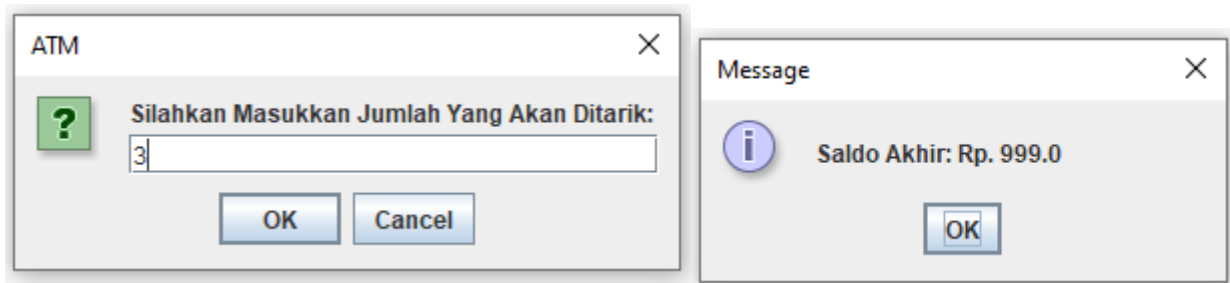 ATM
Silahkan Masukkan Jumlah Yang Akan Ditarik:
3
OK Cancel
Message
Saldo Akhir: Rp. 999.0
OK